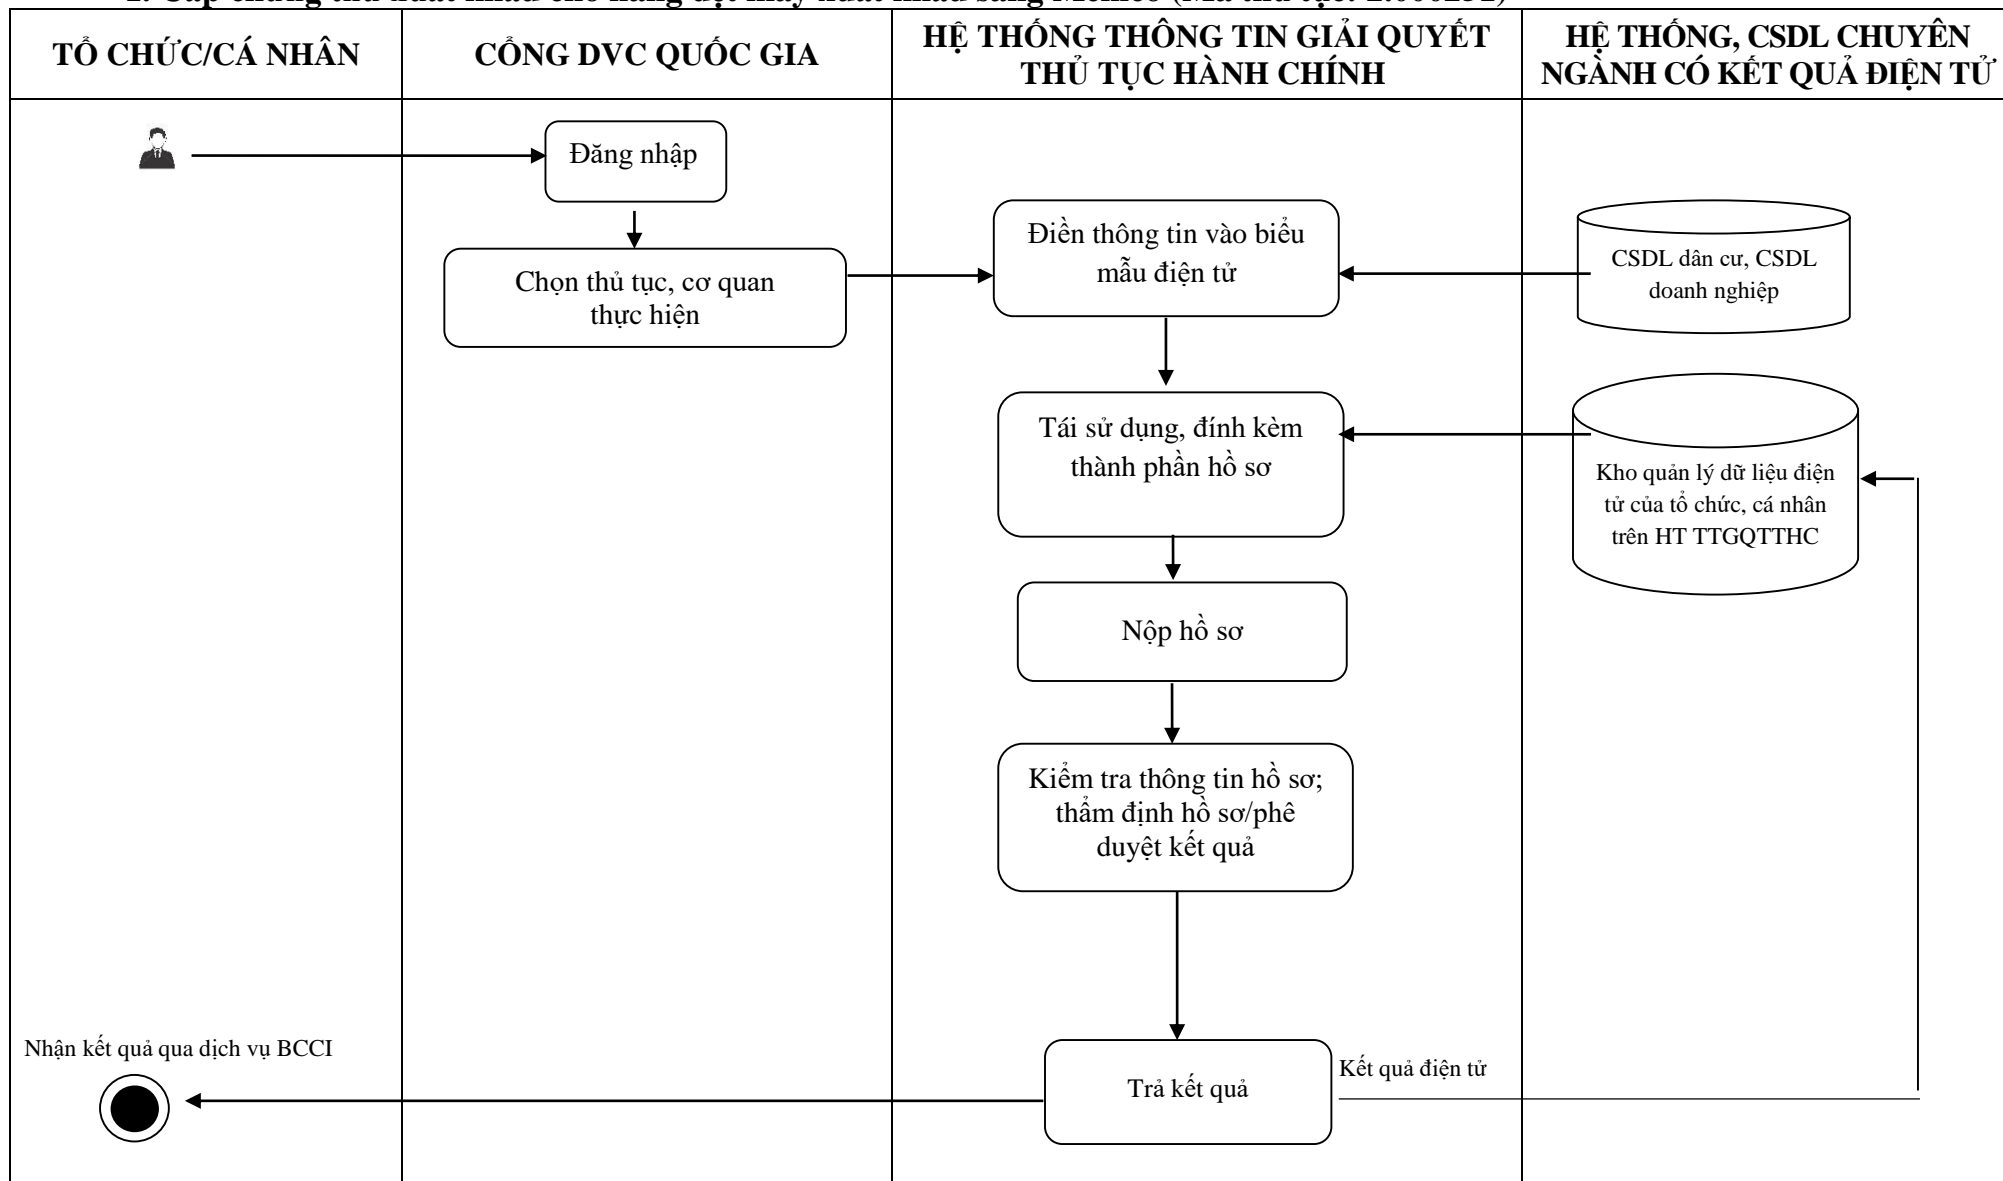 TỔ CHỨC/CÁ NHÂN
CỔNG DVC QUỐC GIA
HỆ THỐNG THÔNG TIN GIẢI QUYẾT
THỦ TỤC HÀNH CHÍNH
HỆ THỐNG, CSDL CHUYÊN
NGÀNH CÓ KẾT QUẢ ĐIỆN TỬ
Đăng nhập
Chọn thủ tục, cơ quan
thực hiện
Điền thông tin vào biểu
mẫu điện tử
CSDL dân cư, CSDL
doanh nghiệp
Tái sử dụng, đính kèm
thành phần hồ sơ
Kho quản lý dữ liệu điện
tử của tổ chức, cá nhân
trên HT TTGQTTHC
Nộp hồ sơ
Kiểm tra thông tin hồ sơ;
thẩm định hồ sơ/phê
duyệt kết quả
Nhận kết quả qua dịch vụ BCCI
Trả kết quả
Kết quả điện tử